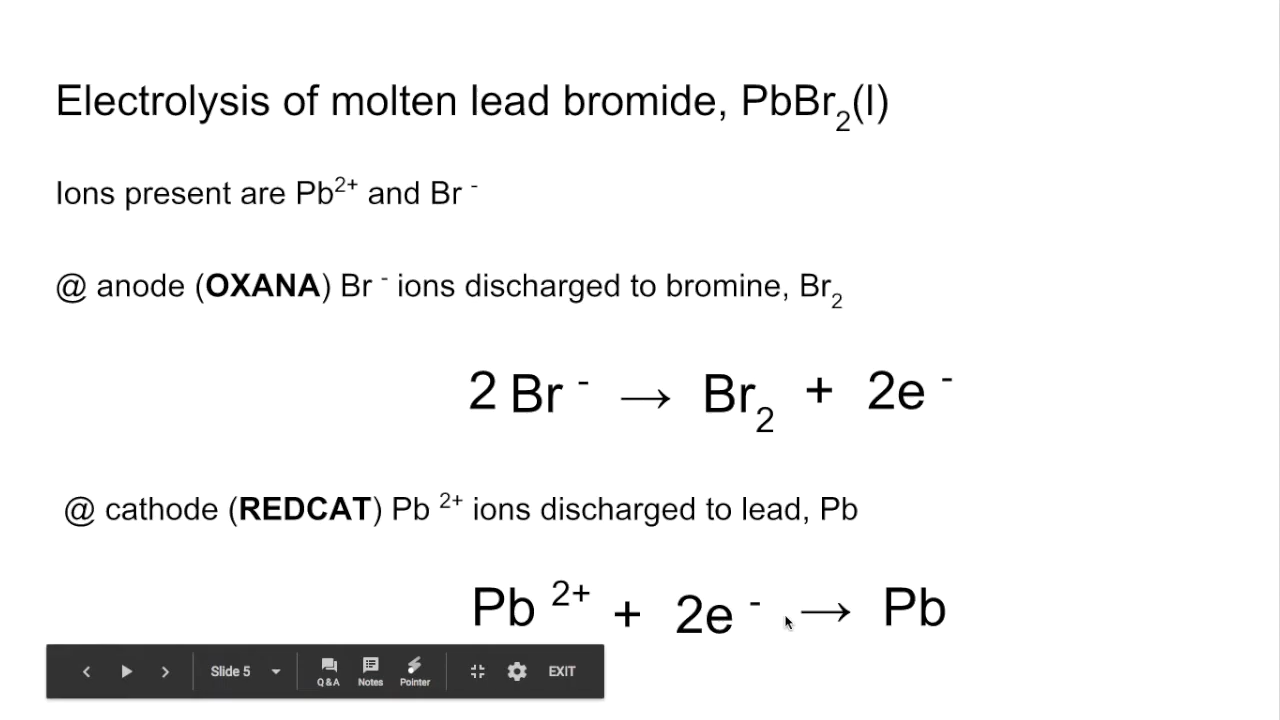 Electrolysis of molten lead bromide, PbBr₂(l)
Ions present are Pb²⁺ and Br ⁻
@ anode (OXANA) Br ⁻ ions discharged to bromine, Br₂
2 Br ⁻ → Br₂ + 2e ⁻
@ cathode (REDCAT) Pb ²⁺ ions discharged to lead, Pb
Pb ²⁺ + 2e ⁻ → Pb
Slide 5 Q&A Notes Pointer EXIT